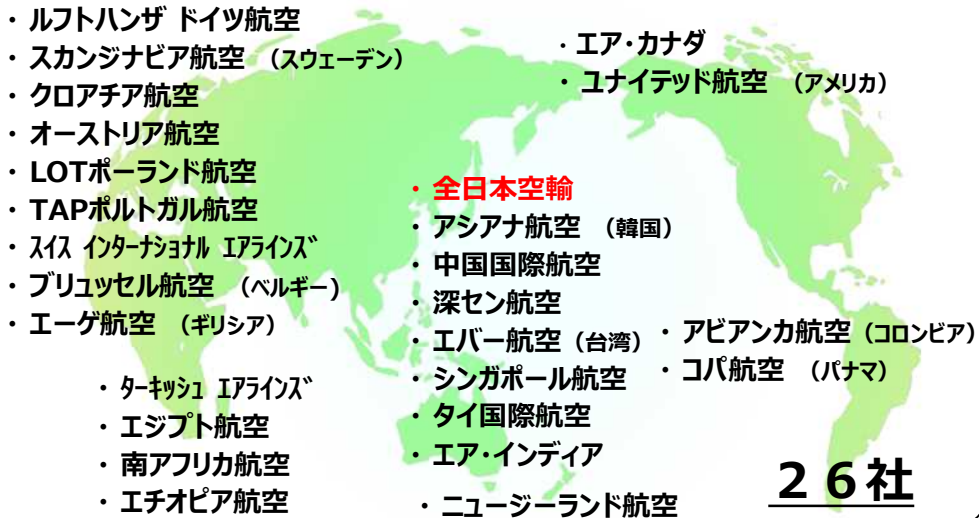 ・ルフトハンザ ドイツ航空
・スカンジナビア航空 （スウェーデン）
・クロアチア航空
・オーストリア航空
・LOTポーランド航空
・TAPポルトガル航空
・ｽｲｽ ｲﾝﾀｰﾅｼｮﾅﾙ ｴｱﾗｲﾝｽﾞ
・ブリュッセル航空 （ベルギー)
・エーゲ航空 （ギリシア）
・ﾀｰｷｯｼｭ ｴｱﾗｲﾝｽﾞ
・エジプト航空
・南アフリカ航空
・エチオピア航空
・エア・カナダ
・ユナイテッド航空 （アメリカ）
・全日本空輸
・アシアナ航空 （韓国）
・中国国際航空
・深セン航空
・エバー航空（台湾）
・シンガポール航空
・タイ国際航空
・エア・インディア
・ニュージーランド航空
・アビアンカ航空（コロンビア）
・コパ航空 （パナマ）
２６社